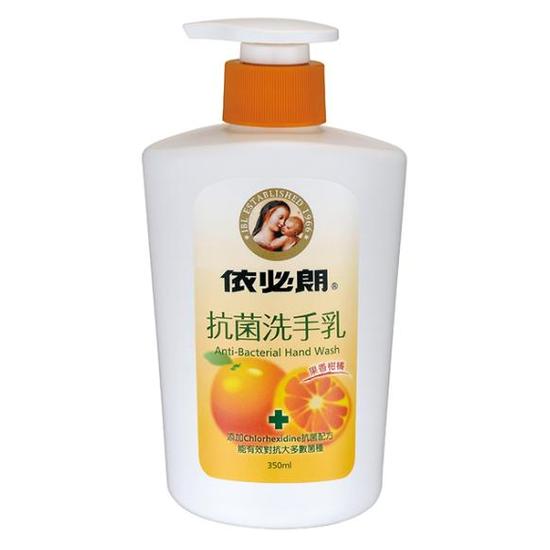 IBL ESTABLISHED 1966
依必朗®
抗菌洗手乳
Anti-Bacterial Hand Wash
果香柑橘
添加Chlorhexidine抗菌配方
能有效對抗大多數菌種
350ml